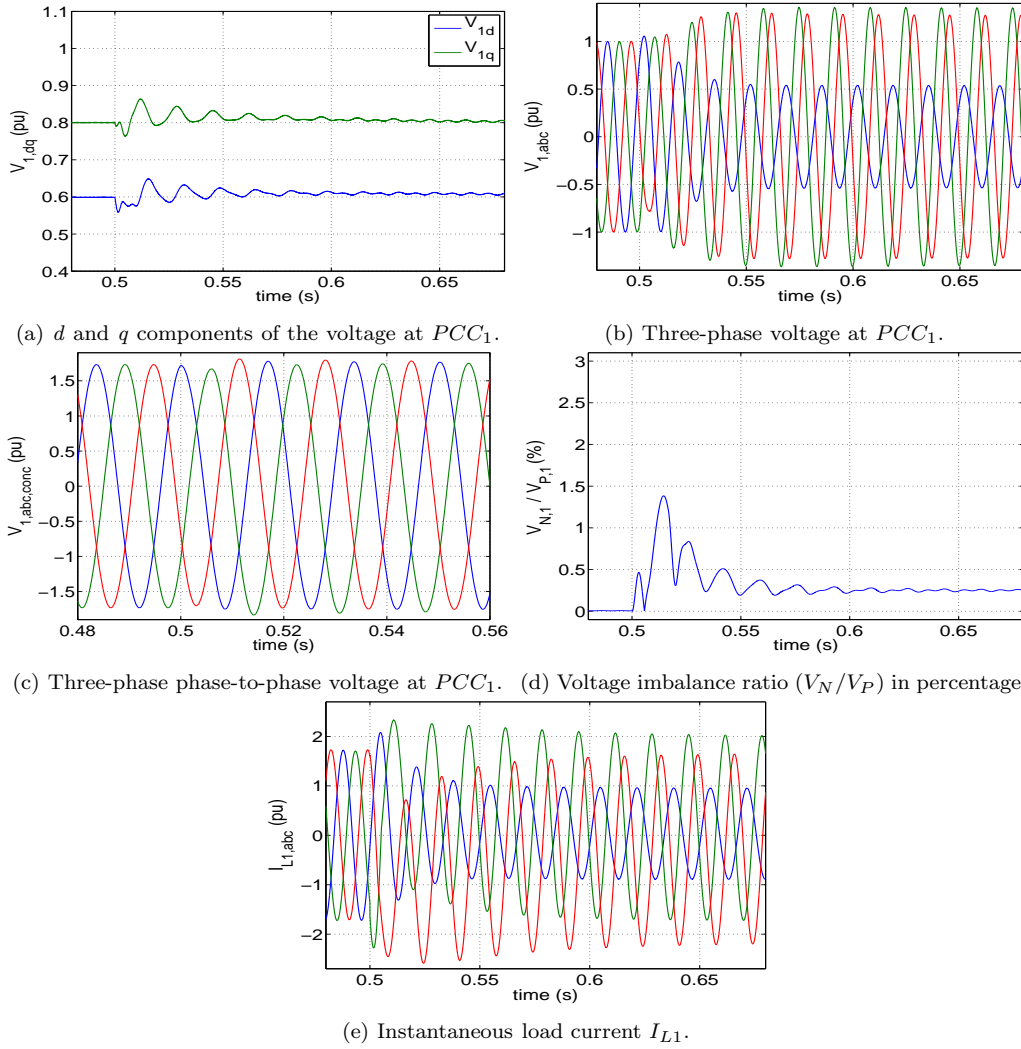 1.1
1
0.9
0.8
0.7
0.6
0.5
0.4
V1,dq (pu)
V1d
V1q
0.5 0.55 0.6 0.65
time (s)
1
0.5
0
−0.5
−1
V1,abc (pu)
0.5 0.55 0.6 0.65
time (s)
(a) d and q components of the voltage at PCC1.
(b) Three-phase voltage at PCC1.
1.5
1
0.5
0
−0.5
−1
−1.5
V1,abc,conc (pu)
0.48 0.5 0.52 0.54 0.56
time (s)
3
2.5
2
1.5
1
0.5
0
VN,1 / VP,1 (%)
0.5 0.55 0.6 0.65
time (s)
(c) Three-phase phase-to-phase voltage at PCC1.
(d) Voltage imbalance ratio (VN/VP) in percentage
2
1
0
−1
−2
IL1,abc (pu)
0.5 0.55 0.6 0.65
time (s)
(e) Instantaneous load current IL1.